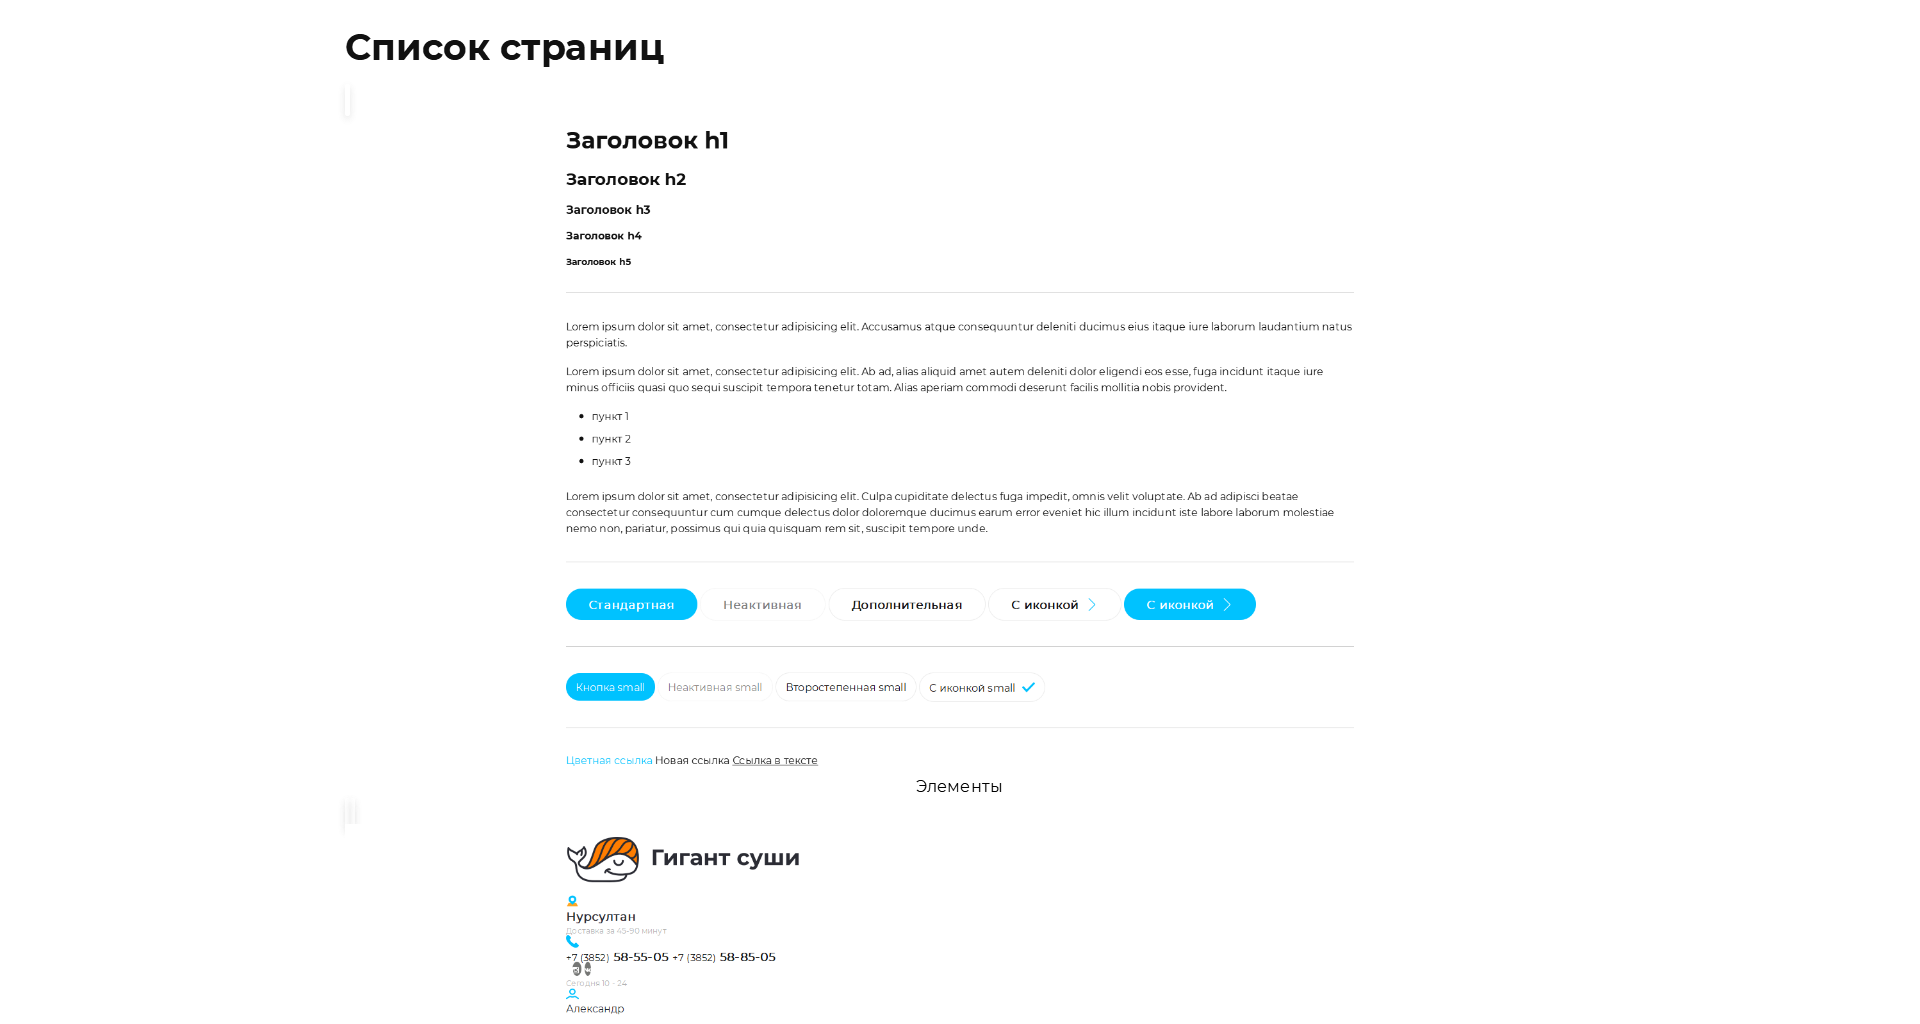 Список страниц
Заголовок h1
Заголовок h2
Заголовок h3
Заголовок h4
Заголовок h5
Lorem ipsum dolor sit amet, consectetur adipisicing elit. Accusamus atque consequuntur deleniti ducimus eius itaque iure laborum laudantium natus
perspiciatis.
Lorem ipsum dolor sit amet, consectetur adipisicing elit. Ab ad, alias aliquid amet autem deleniti dolor eligendi eos esse, fuga incidunt itaque iure
minus officiis quasi quo sequi suscipit tempora tenetur totam. Alias aperiam commodi deserunt facilis mollitia nobis provident.
• пункт 1
• пункт 2
• пункт 3
Lorem ipsum dolor sit amet, consectetur adipisicing elit. Culpa cupiditate delectus fuga impedit, omnis velit voluptate. Ab ad adipisci beatae
consectetur consequuntur cum cumque delectus dolor doloremque ducimus earum error eveniet hic illum incidunt iste labore laborum molestiae
nemo non, pariatur, possimus qui quia quisquam rem sit, suscipit tempore unde.
Стандартная Неактивная Дополнительная С иконкой С иконкой
Кнопка small Неактивная small Второстепенная small С иконкой small
Цветная ссылка Новая ссылка Ссылка в тексте
Элементы
Гигант суши
Нурсултан
Доставка за 45-90 минут
+7 (3852) 58-55-05 +7 (3852) 58-85-05
Сегодня 10 - 24
Александр